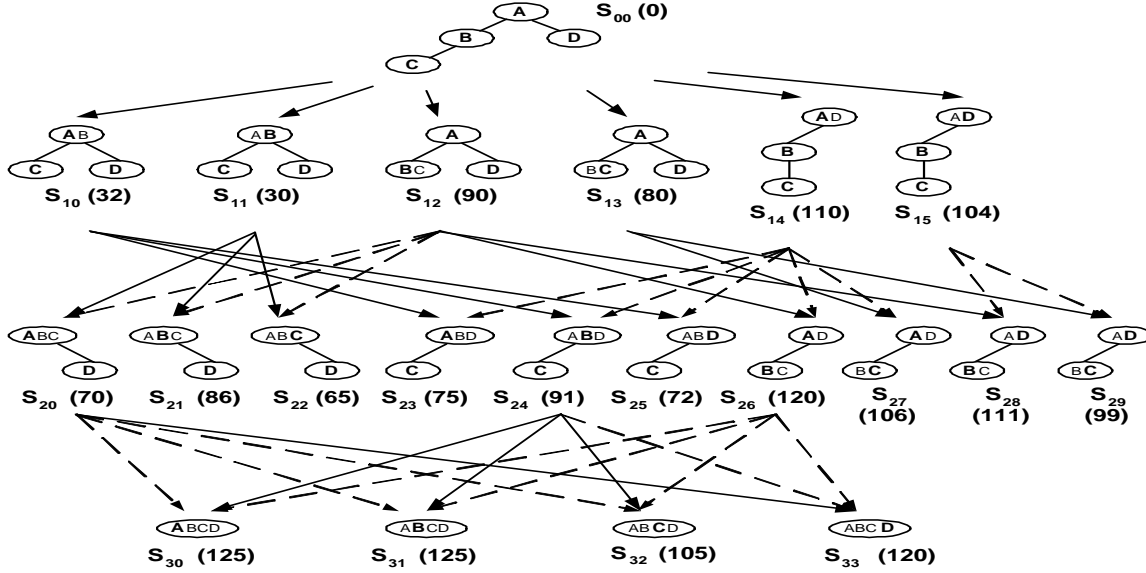 A S00 (0)
B D
C
AB AB A A AD AD
C D C D BC D BC D B B
C C
S10 (32) S11 (30) S12 (90) S13 (80) S14 (110) S15 (104)
ABC ABC ABC ABD ABD ABD AD AD AD AD
D D D C C C BC BC BC BC
S20 (70) S21 (86) S22 (65) S23 (75) S24 (91) S25 (72) S26 (120) S27 S28 S29
(106) (111) (99)
ABCD ABCD ABCD ABC D
S30 (125) S31 (125) S32 (105) S33 (120)